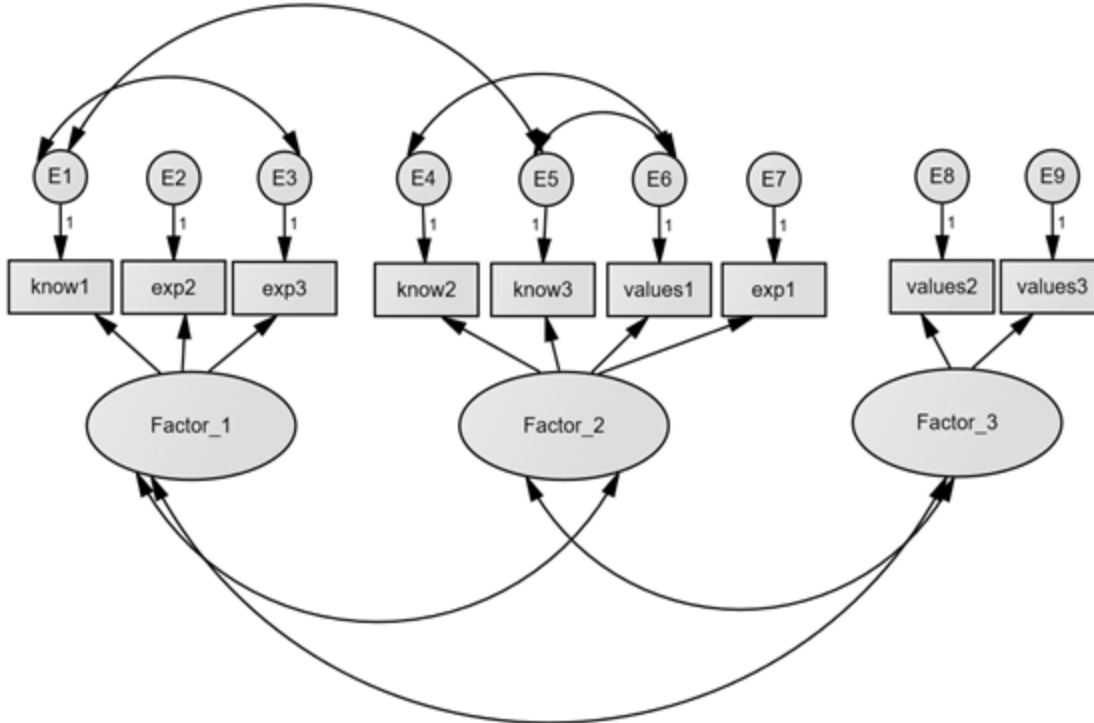 E1 E2 E3 E4 E5 E6 E7 E8 E9
1 1 1 1 1 1 1 1 1
know1 exp2 exp3 know2 know3 values1 exp1 values2 values3
Factor_1 Factor_2 Factor_3